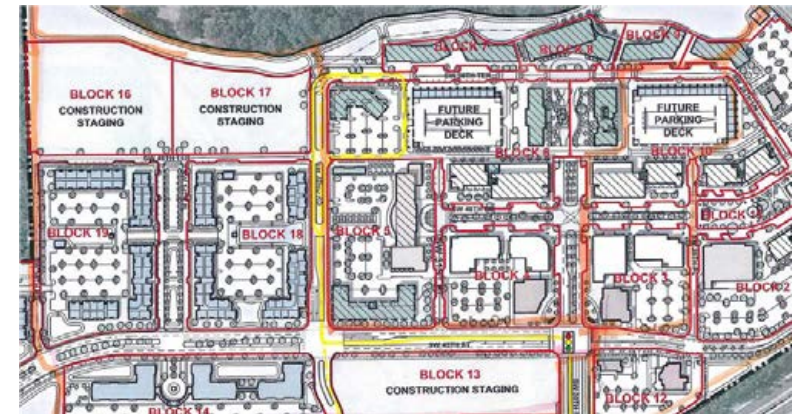 BLOCK 7
BLOCK 8
BLOCK 9
BLOCK 16
CONSTRUCTION
STAGING
BLOCK 17
CONSTRUCTION
STAGING
FUTURE
PARKING
DECK
FUTURE
PARKING
DECK
BLOCK 6
BLOCK 10
BLOCK 19
BLOCK 18
BLOCK 5
BLOCK
BLOCK
BLOCK 3
BLOCK 2
BLOCK 13
CONSTRUCTION STAGING
BLOCK 12
BLOCK 14